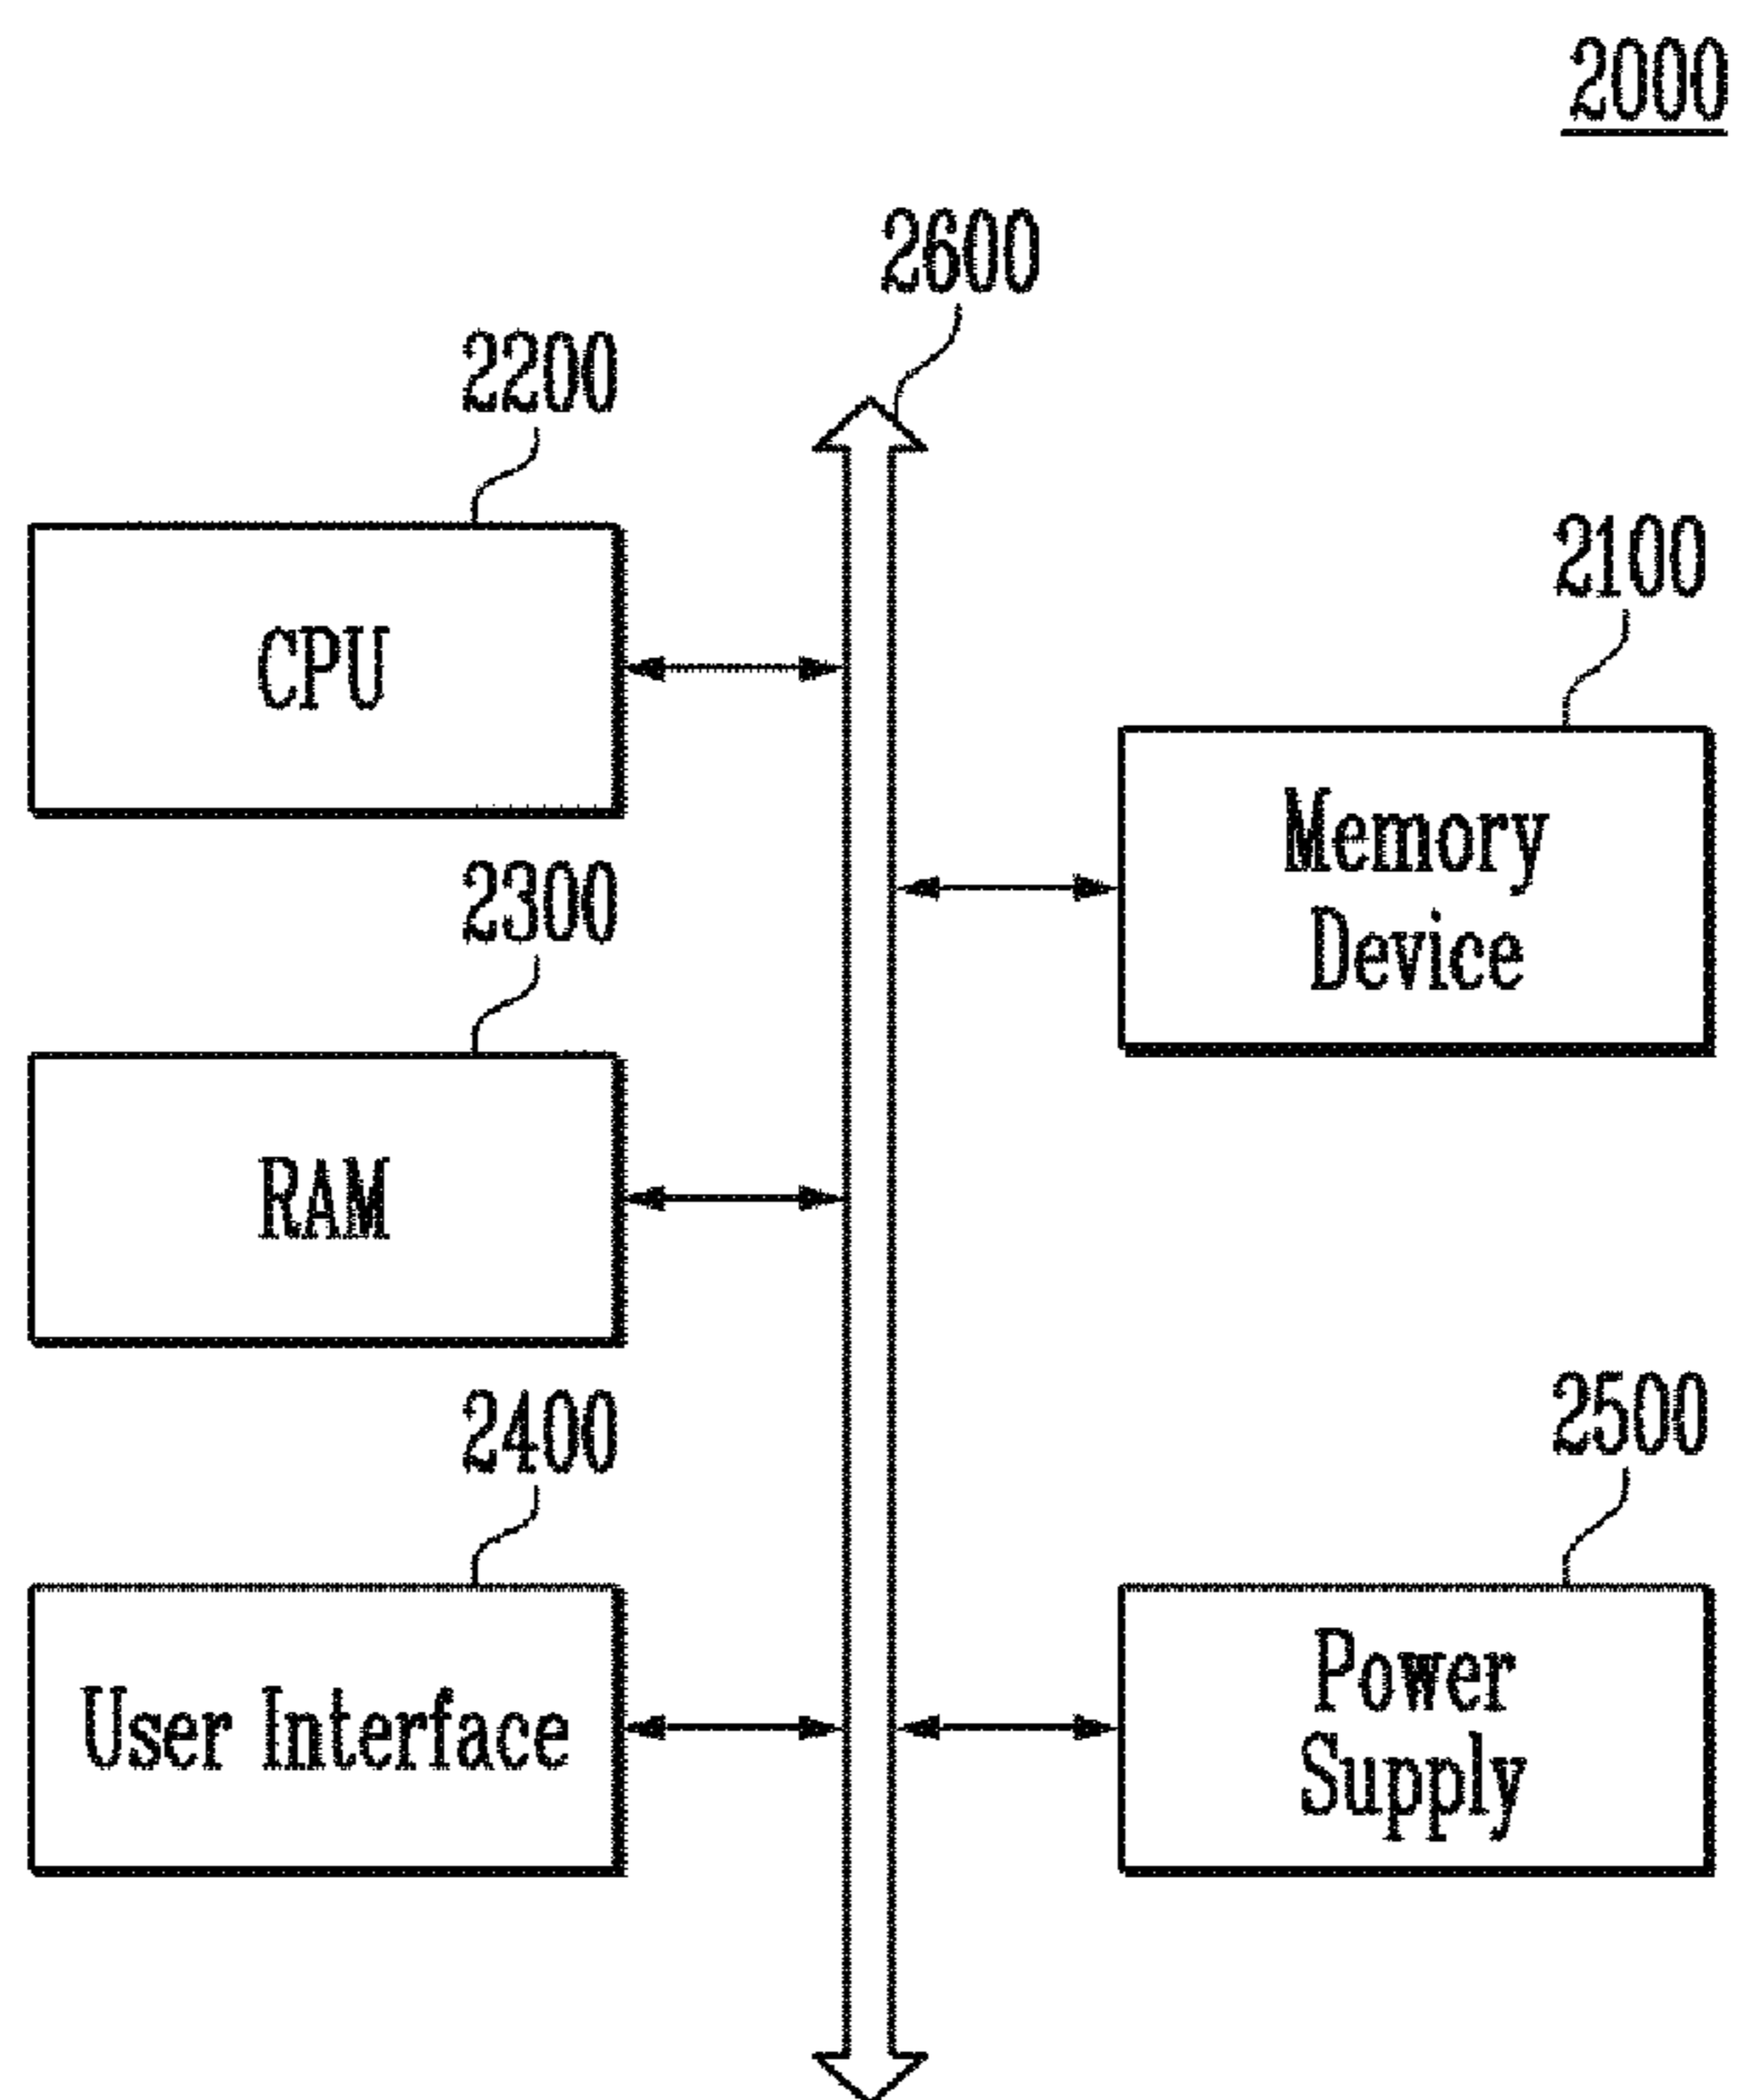 2000
2600
2200
CPU
2100
Memory
Device
2300
RAM
2400
User Interface
2500
Power
Supply